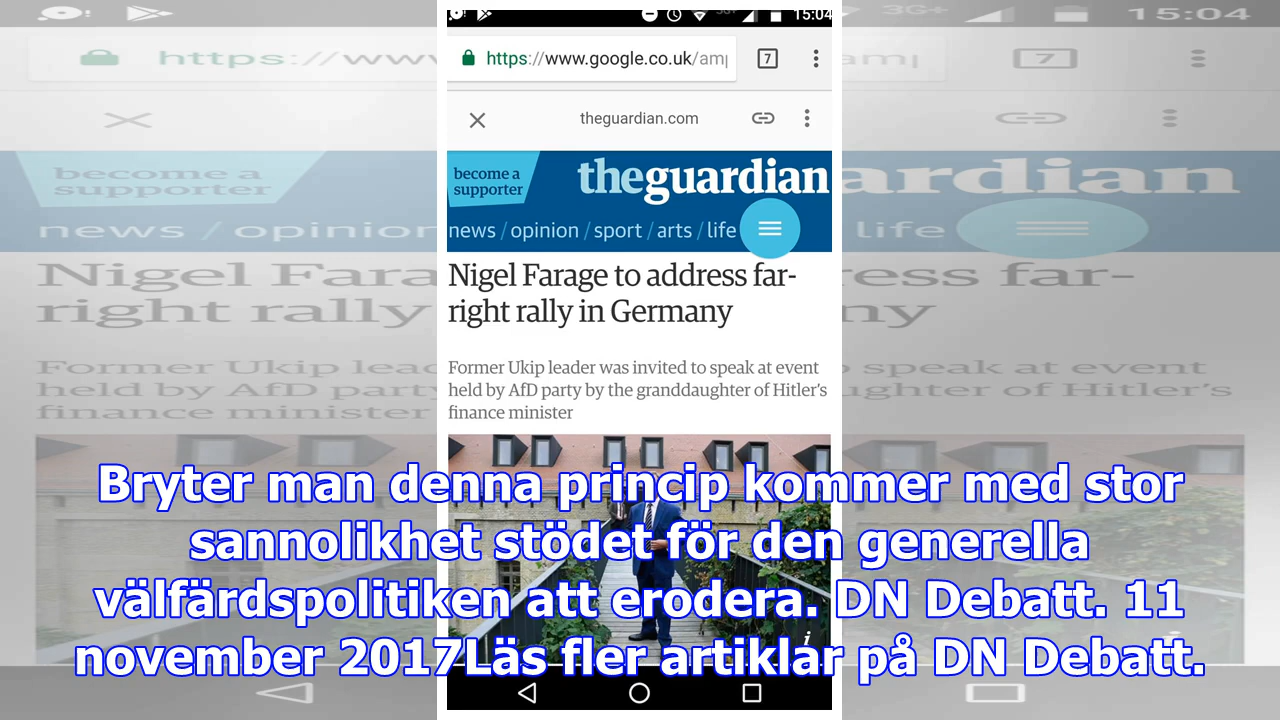 3G+ 15:04
https://www.google.co.uk/am
7
theguardian.com
become a
supporter
theguardian
news / opinion / sport / arts / life
Nigel Farage to address far-
right rally in Germany
Former Ukip leader was invited to speak at event
held by AfD party by the granddaughter of Hitler's
finance minister
Bryter man denna princip kommer med stor
sannolikhet stödet för den generella
välfärdspolitiken att erodera. DN Debatt. 11
november 2017Läs fler artiklar på DN Debatt.